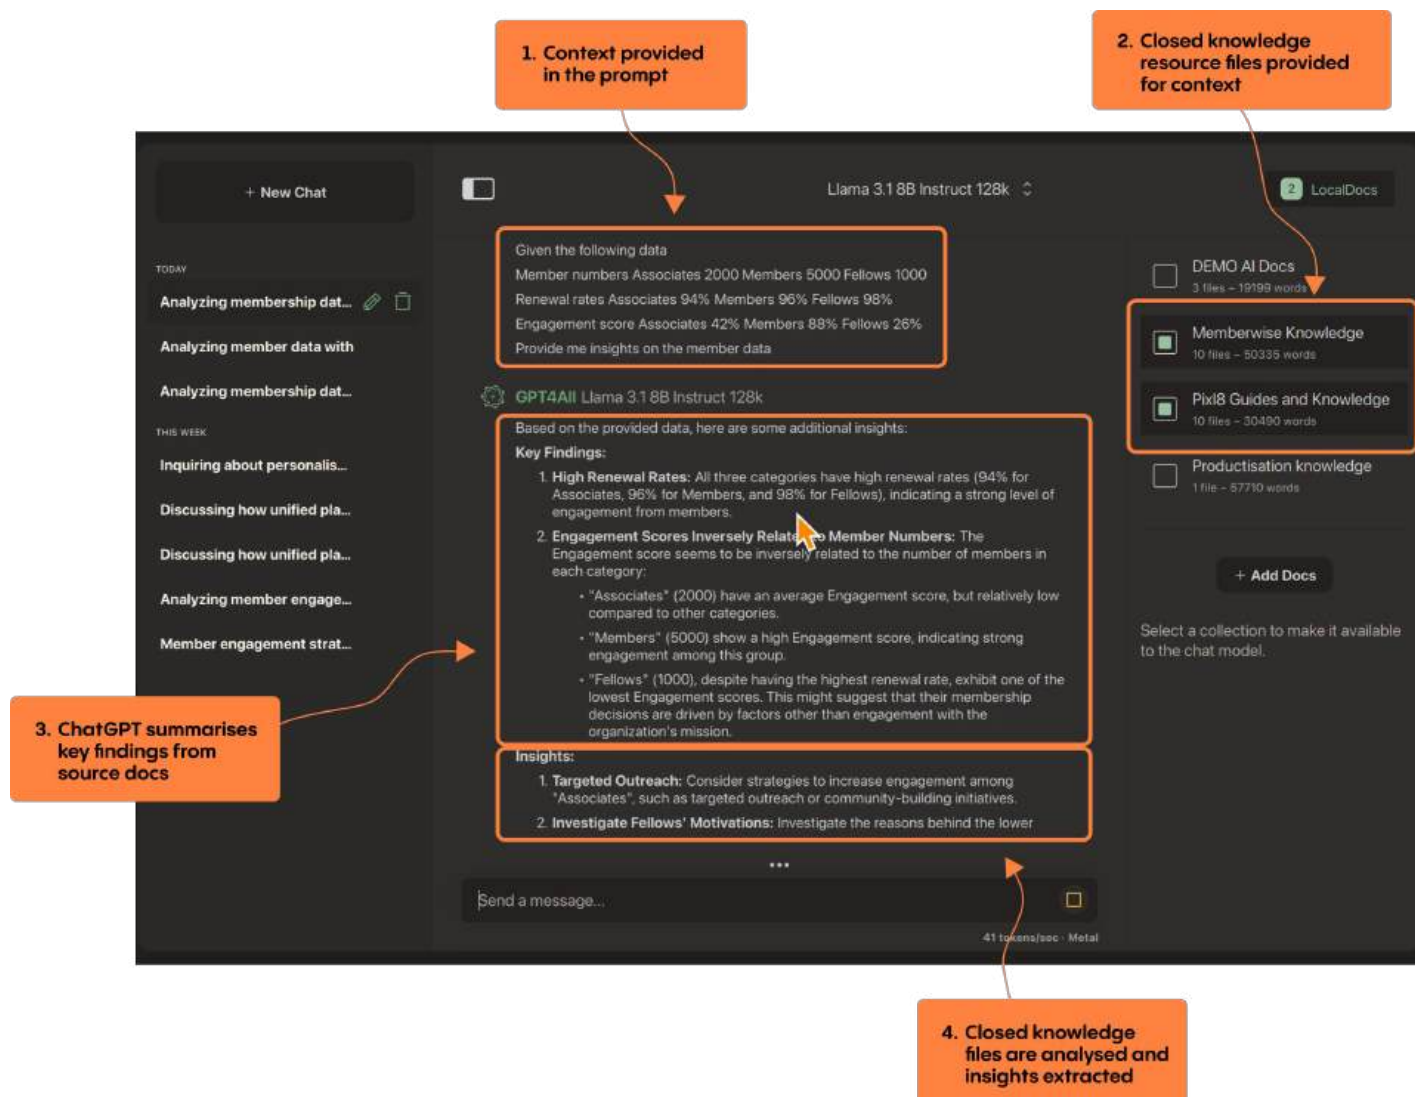 1. Context provided
in the prompt
2. Closed knowledge
resource files provided
for context
+ New Chat
Llama 3.1 8B Instruct 128k
2 LocalDocs
TODAY
Analyzing membership dat...
Analyzing member data with
Analyzing membership dat...
THIS WEEK
Inquiring about personalis...
Discussing how unified pla...
Discussing how unified pla...
Analyzing member engage...
Member engagement strat...
Given the following data
Member numbers Associates 2000 Members 5000 Fellows 1000
Renewal rates Associates 94% Members 96% Fellows 98%
Engagement score Associates 42% Members 88% Fellows 26%
Provide me insights on the member data
GPT4All Llama 3.1 8B Instruct 128k
Based on the provided data, here are some additional insights:
Key Findings:
1. High Renewal Rates: All three categories have high renewal rates (94% for
Associates, 96% for Members, and 98% for Fellows), indicating a strong level of
engagement from members.
2. Engagement Scores Inversely Related to Member Numbers: The
Engagement score seems to be inversely related to the number of members in
each category:
• "Associates" (2000) have an average Engagement score, but relatively low
compared to other categories.
• "Members" (5000) show a high Engagement score, indicating strong
engagement among this group.
• "Fellows" (1000), despite having the highest renewal rate, exhibit one of the
lowest Engagement scores. This might suggest that their membership
decisions are driven by factors other than engagement with the
organization's mission.
Insights:
1. Targeted Outreach: Consider strategies to increase engagement among
"Associates", such as targeted outreach or community-building initiatives.
2. Investigate Fellows' Motivations: Investigate the reasons behind the lower
Send a message...
41 tokens/sec · Metal
DEMO AI Docs
3 files – 19199 words
Memberwise Knowledge
10 files – 50335 words
Pixl8 Guides and Knowledge
10 files – 30490 words
Productisation knowledge
1 file – 57710 words
+ Add Docs
Select a collection to make it available
to the chat model.
3. ChatGPT summarises
key findings from
source docs
4. Closed knowledge
files are analysed and
insights extracted